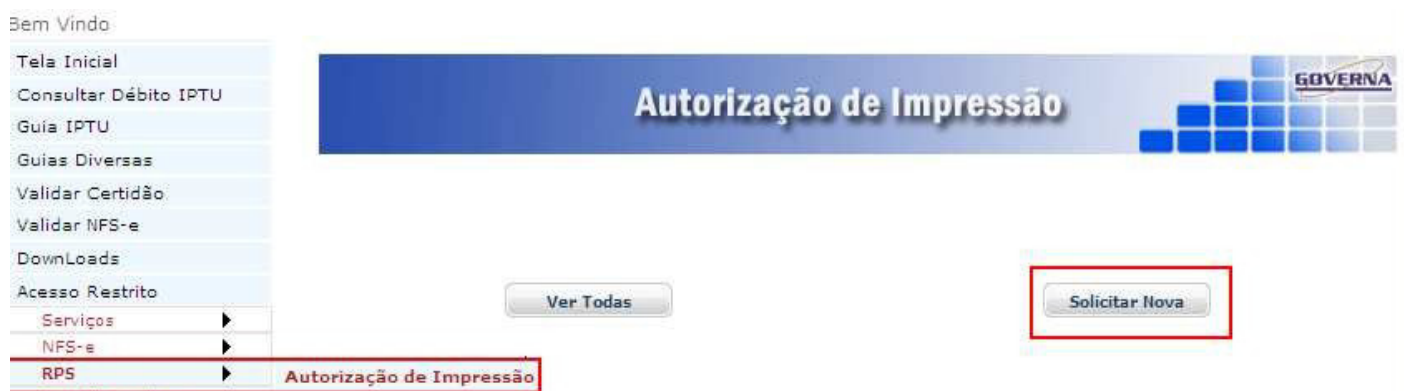 Bem Vindo
Tela Inicial
Consultar Débito IPTU
Guia IPTU
Guias Diversas
Validar Certidão
Validar NFS-e
DownLoads
Acesso Restrito
Serviços
NFS-e
RPS
Autorização de Impressão
Autorização de Impressão
GOVERNA
Ver Todas
Solicitar Nova